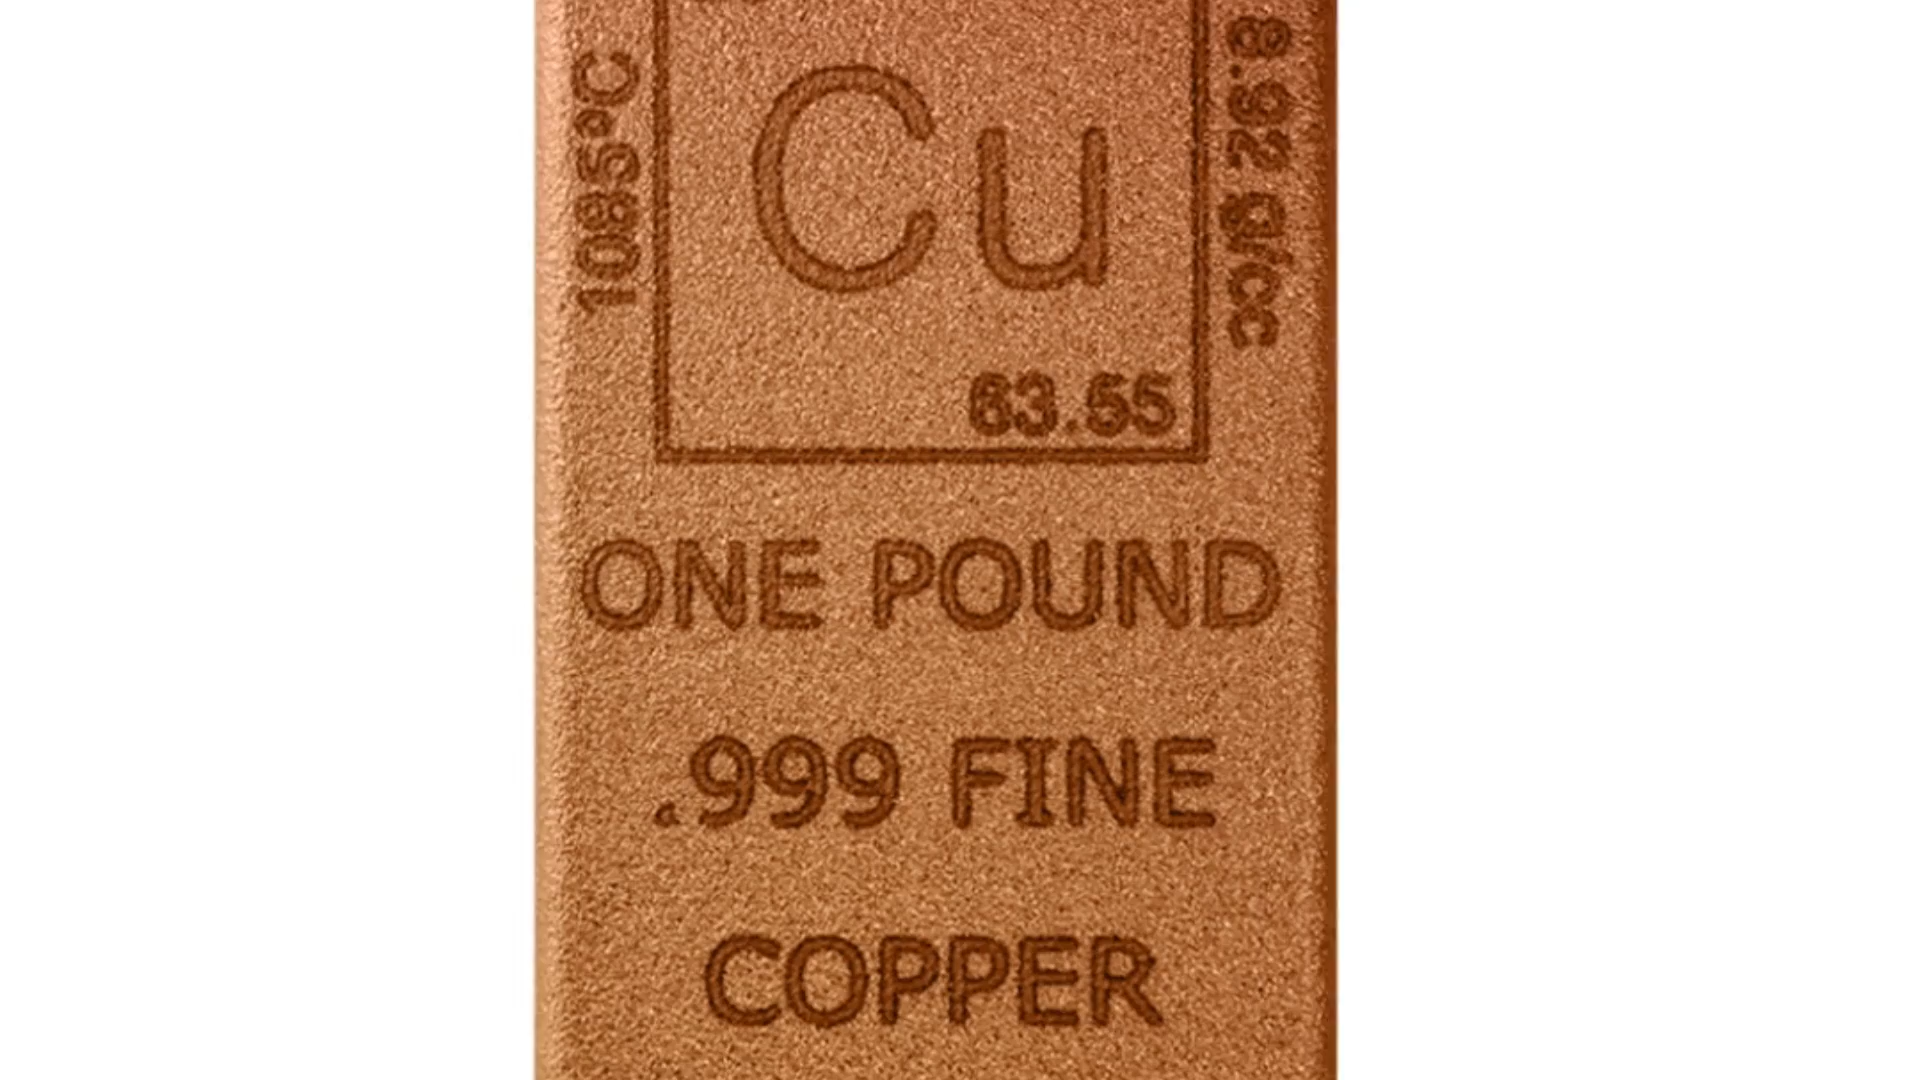 1085°C
8.92 g/cc
Cu
63.55
ONE POUND
.999 FINE
COPPER